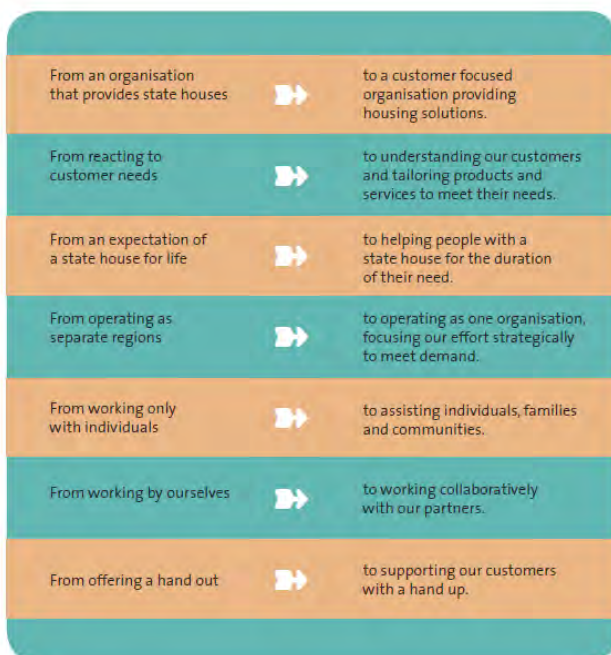 From an organisation
that provides state houses
to a customer focused
organisation providing
housing solutions.
From reacting to
customer needs
to understanding our customers
and tailoring products and
services to meet their needs.
From an expectation of
a state house for life
to helping people with a
state house for the duration
of their need.
From operating as
separate regions
to operating as one organisation,
focusing our effort strategically
to meet demand.
From working only
with individuals
to assisting individuals, families
and communities.
From working by ourselves
to working collaboratively
with our partners.
From offering a hand out
to supporting our customers
with a hand up.